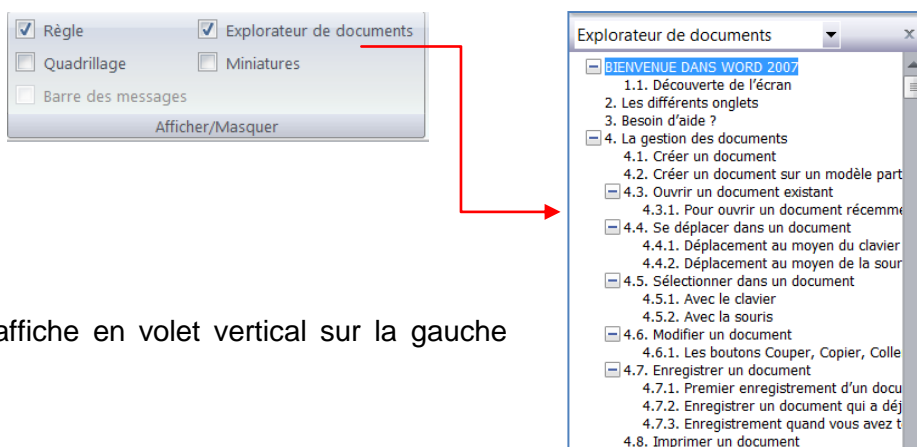 Règle
Explorateur de documents
Quadrillage
Miniatures
Barre des messages
Afficher/Masquer
Explorateur de documents
BIENVENUE DANS WORD 2007
1.1. Découverte de l'écran
2. Les différents onglets
3. Besoin d'aide ?
4. La gestion des documents
4.1. Créer un document
4.2. Créer un document sur un modèle part
4.3. Ouvrir un document existant
4.3.1. Pour ouvrir un document récemme
4.4. Se déplacer dans un document
4.4.1. Déplacement au moyen du clavier
4.4.2. Déplacement au moyen de la sour
4.5. Sélectionner dans un document
4.5.1. Avec le clavier
4.5.2. Avec la souris
4.6. Modifier un document
4.6.1. Les boutons Couper, Copier, Colle
4.7. Enregistrer un document
4.7.1. Premier enregistrement d'un docu
4.7.2. Enregistrer un document qui a déj
4.7.3. Enregistrement quand vous avez t
4.8. Imprimer un document
affiche en volet vertical sur la gauche